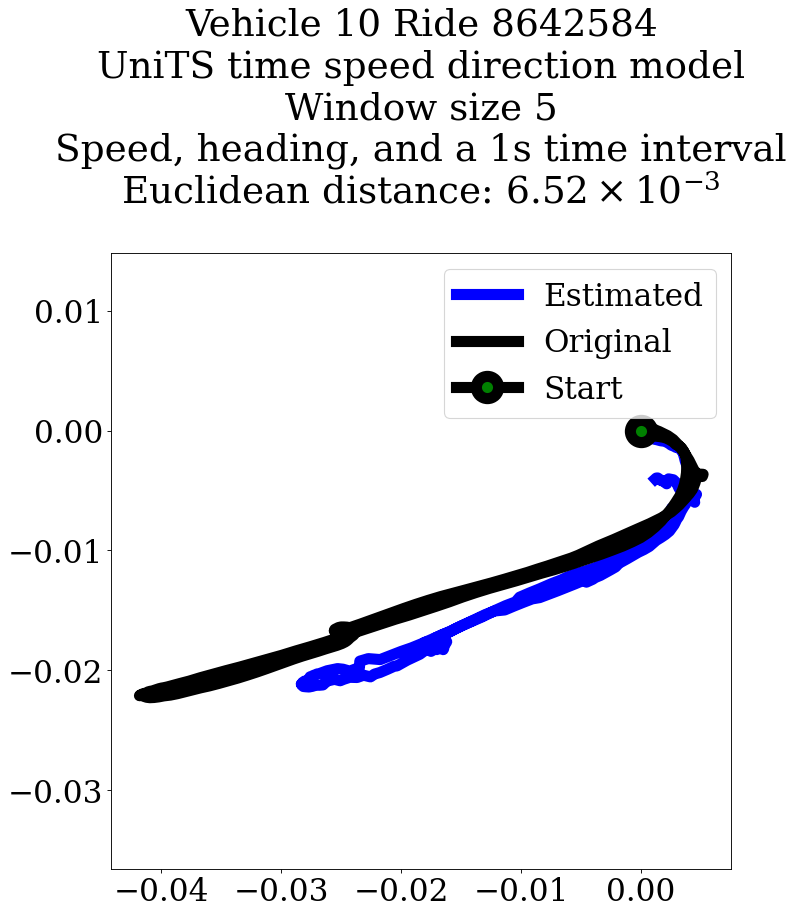 Vehicle 10 Ride 8642584
UniTS time speed direction model
Window size 5
Speed, heading, and a 1s time interval
Euclidean distance: 6.52 × 10⁻³
Estimated
Original
Start
0.01
0.00
−0.01
−0.02
−0.03
−0.04
−0.03
−0.02
−0.01
0.00